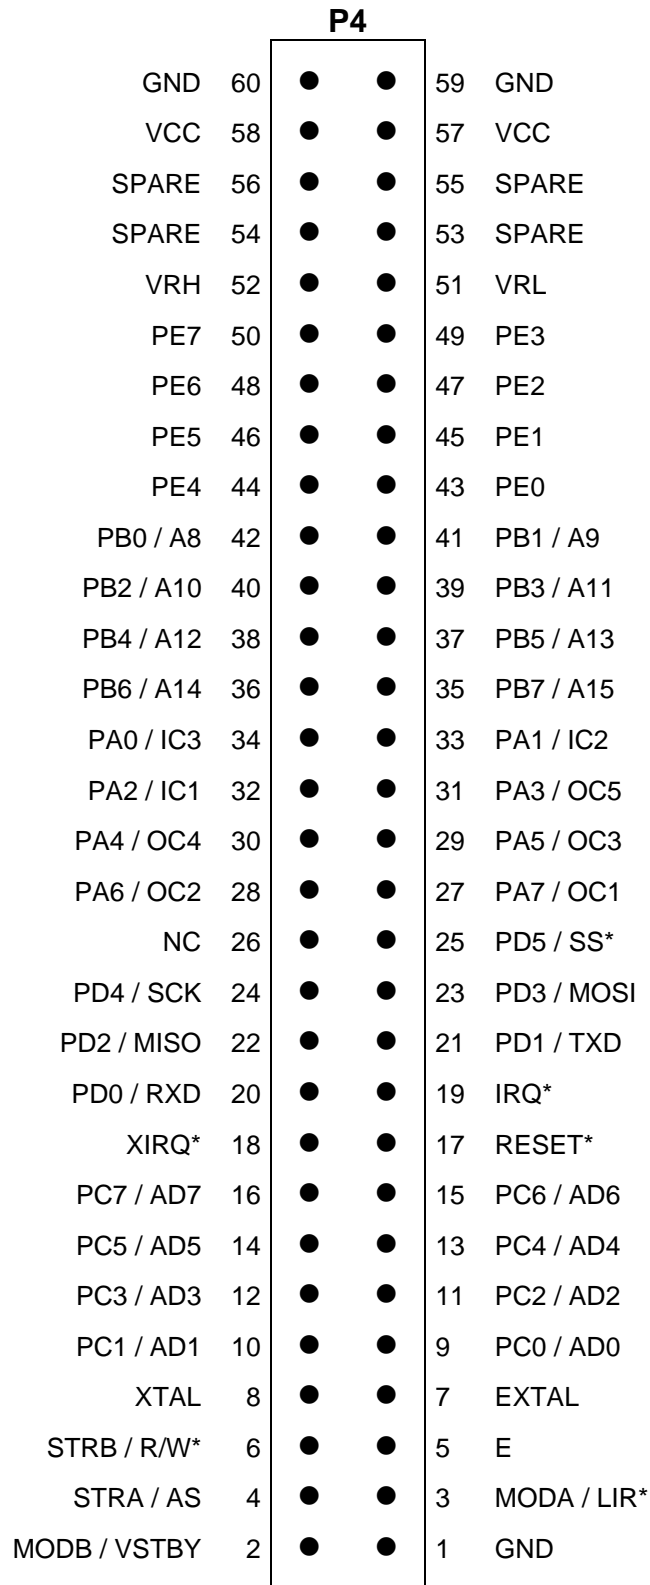 P4
GND 60 59 GND
VCC 58 57 VCC
SPARE 56 55 SPARE
SPARE 54 53 SPARE
VRH 52 51 VRL
PE7 50 49 PE3
PE6 48 47 PE2
PE5 46 45 PE1
PE4 44 43 PE0
PB0 / A8 42 41 PB1 / A9
PB2 / A10 40 39 PB3 / A11
PB4 / A12 38 37 PB5 / A13
PB6 / A14 36 35 PB7 / A15
PA0 / IC3 34 33 PA1 / IC2
PA2 / IC1 32 31 PA3 / OC5
PA4 / OC4 30 29 PA5 / OC3
PA6 / OC2 28 27 PA7 / OC1
NC 26 25 PD5 / SS*
PD4 / SCK 24 23 PD3 / MOSI
PD2 / MISO 22 21 PD1 / TXD
PD0 / RXD 20 19 IRQ*
XIRQ* 18 17 RESET*
PC7 / AD7 16 15 PC6 / AD6
PC5 / AD5 14 13 PC4 / AD4
PC3 / AD3 12 11 PC2 / AD2
PC1 / AD1 10 9 PC0 / AD0
XTAL 8 7 EXTAL
STRB / R/W* 6 5 E
STRA / AS 4 3 MODA / LIR*
MODB / VSTBY 2 1 GND